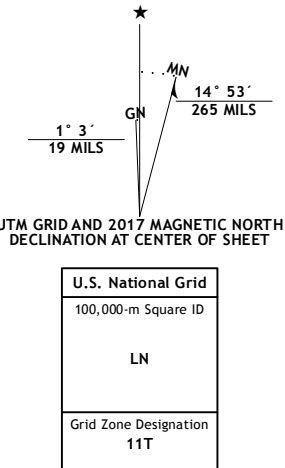 ★
MN
GN
14° 53´
265 MILS
1° 3´
19 MILS
UTM GRID AND 2017 MAGNETIC NORTH
DECLINATION AT CENTER OF SHEET
U.S. National Grid
100,000-m Square ID
LN
Grid Zone Designation
11T